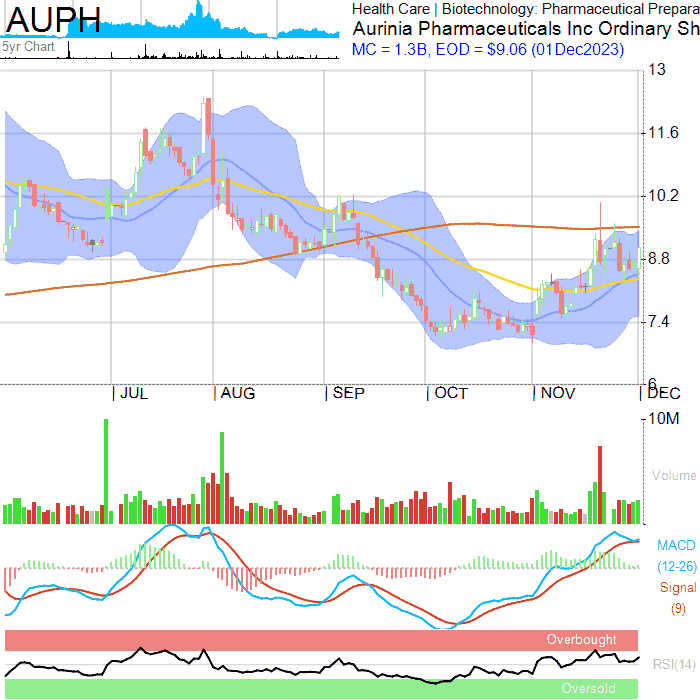 AUPH
5yr Chart
Health Care | Biotechnology: Pharmaceutical Prepara
Aurinia Pharmaceuticals Inc Ordinary Sh
MC = 1.3B, EOD = $9.06 (01Dec2023)
13
11.6
10.2
8.8
7.4
6
JUL AUG SEP OCT NOV DEC
10M
Volume
MACD
(12-26)
Signal
(9)
Overbought
RSI(14)
Oversold